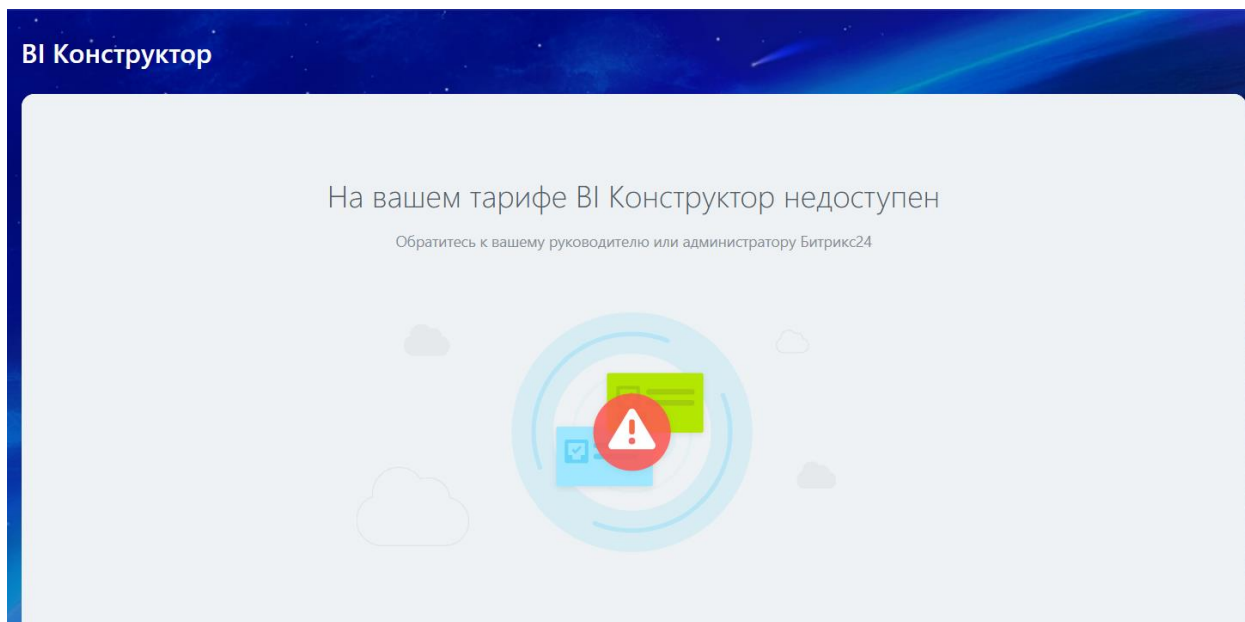 BI Конструктор
На вашем тарифе BI Конструктор недоступен
Обратитесь к вашему руководителю или администратору Битрикс24